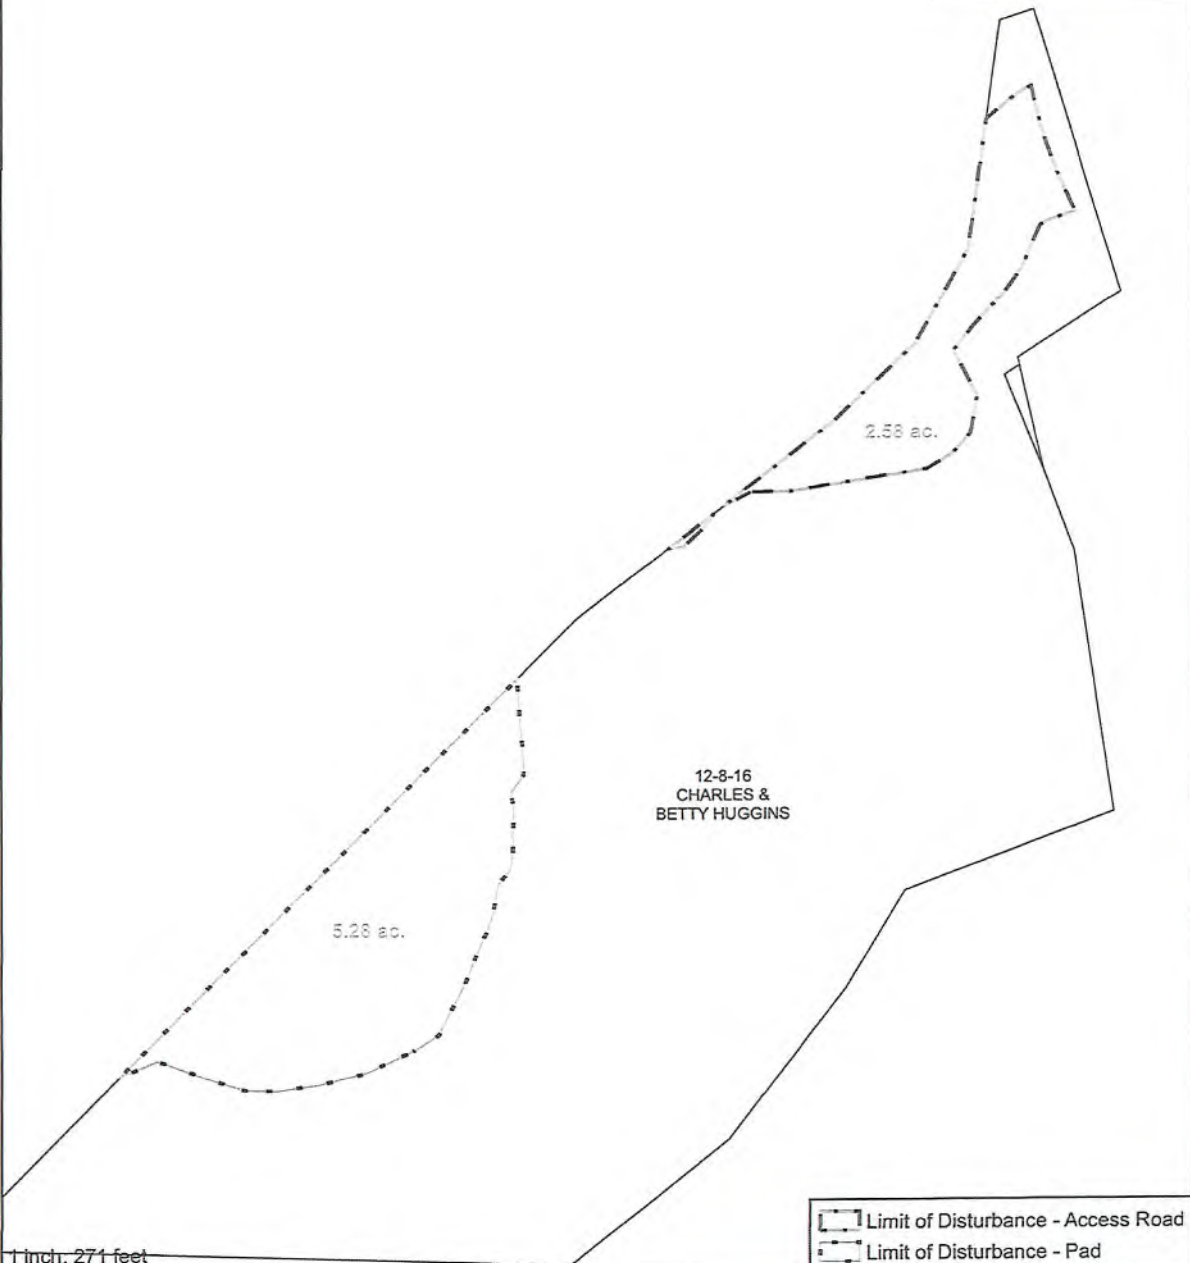 2.58 ac.
12-8-16
CHARLES &
BETTY HUGGINS
5.28 ac.
Limit of Disturbance - Access Road
Limit of Disturbance - Pad
1 inch: 271 feet